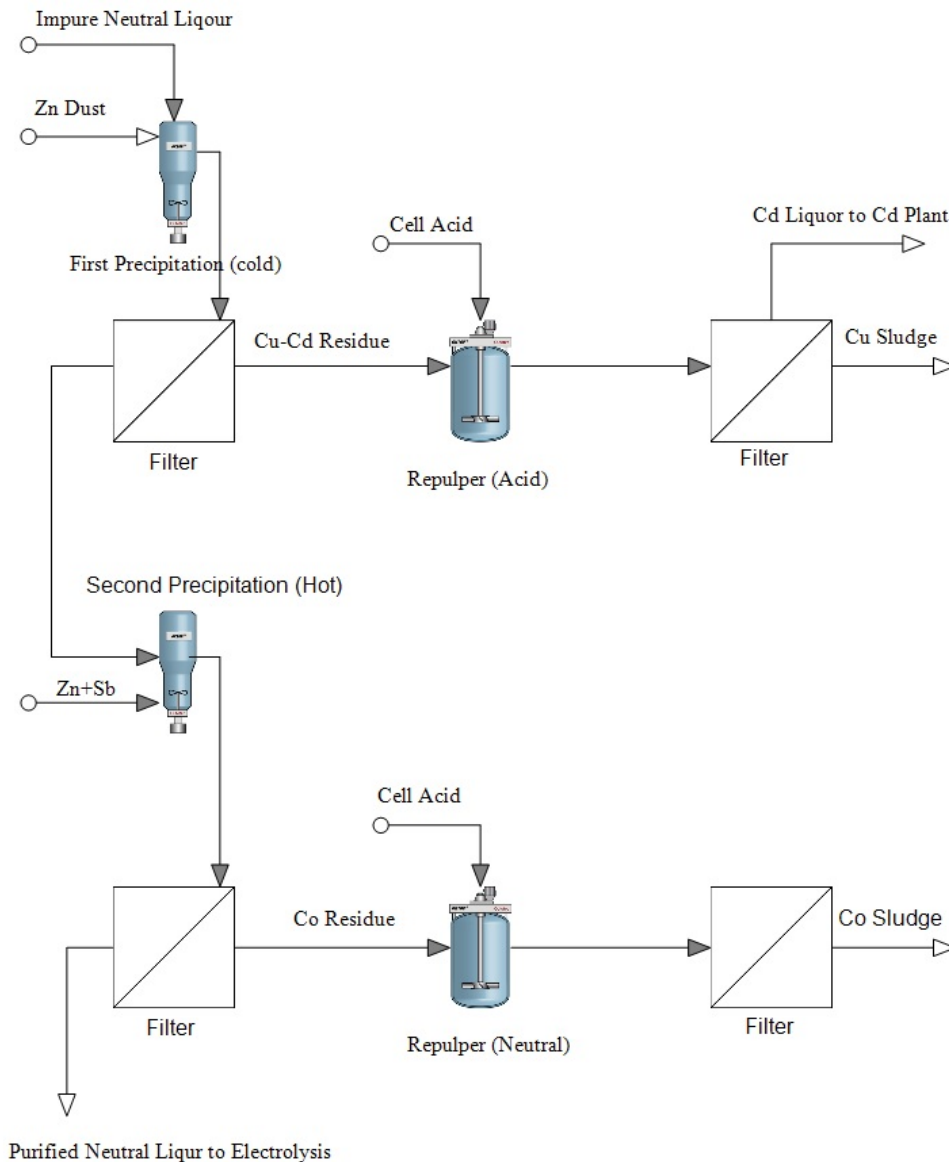 Impure Neutral Liqour
Zn Dust
First Precipitation (cold)
Cell Acid
Cd Liquor to Cd Plant
Cu-Cd Residue
Cu Sludge
Filter
Repulper (Acid)
Filter
Second Precipitation (Hot)
Zn+Sb
Cell Acid
Co Residue
Co Sludge
Filter
Repulper (Neutral)
Filter
Purified Neutral Liqur to Electrolysis